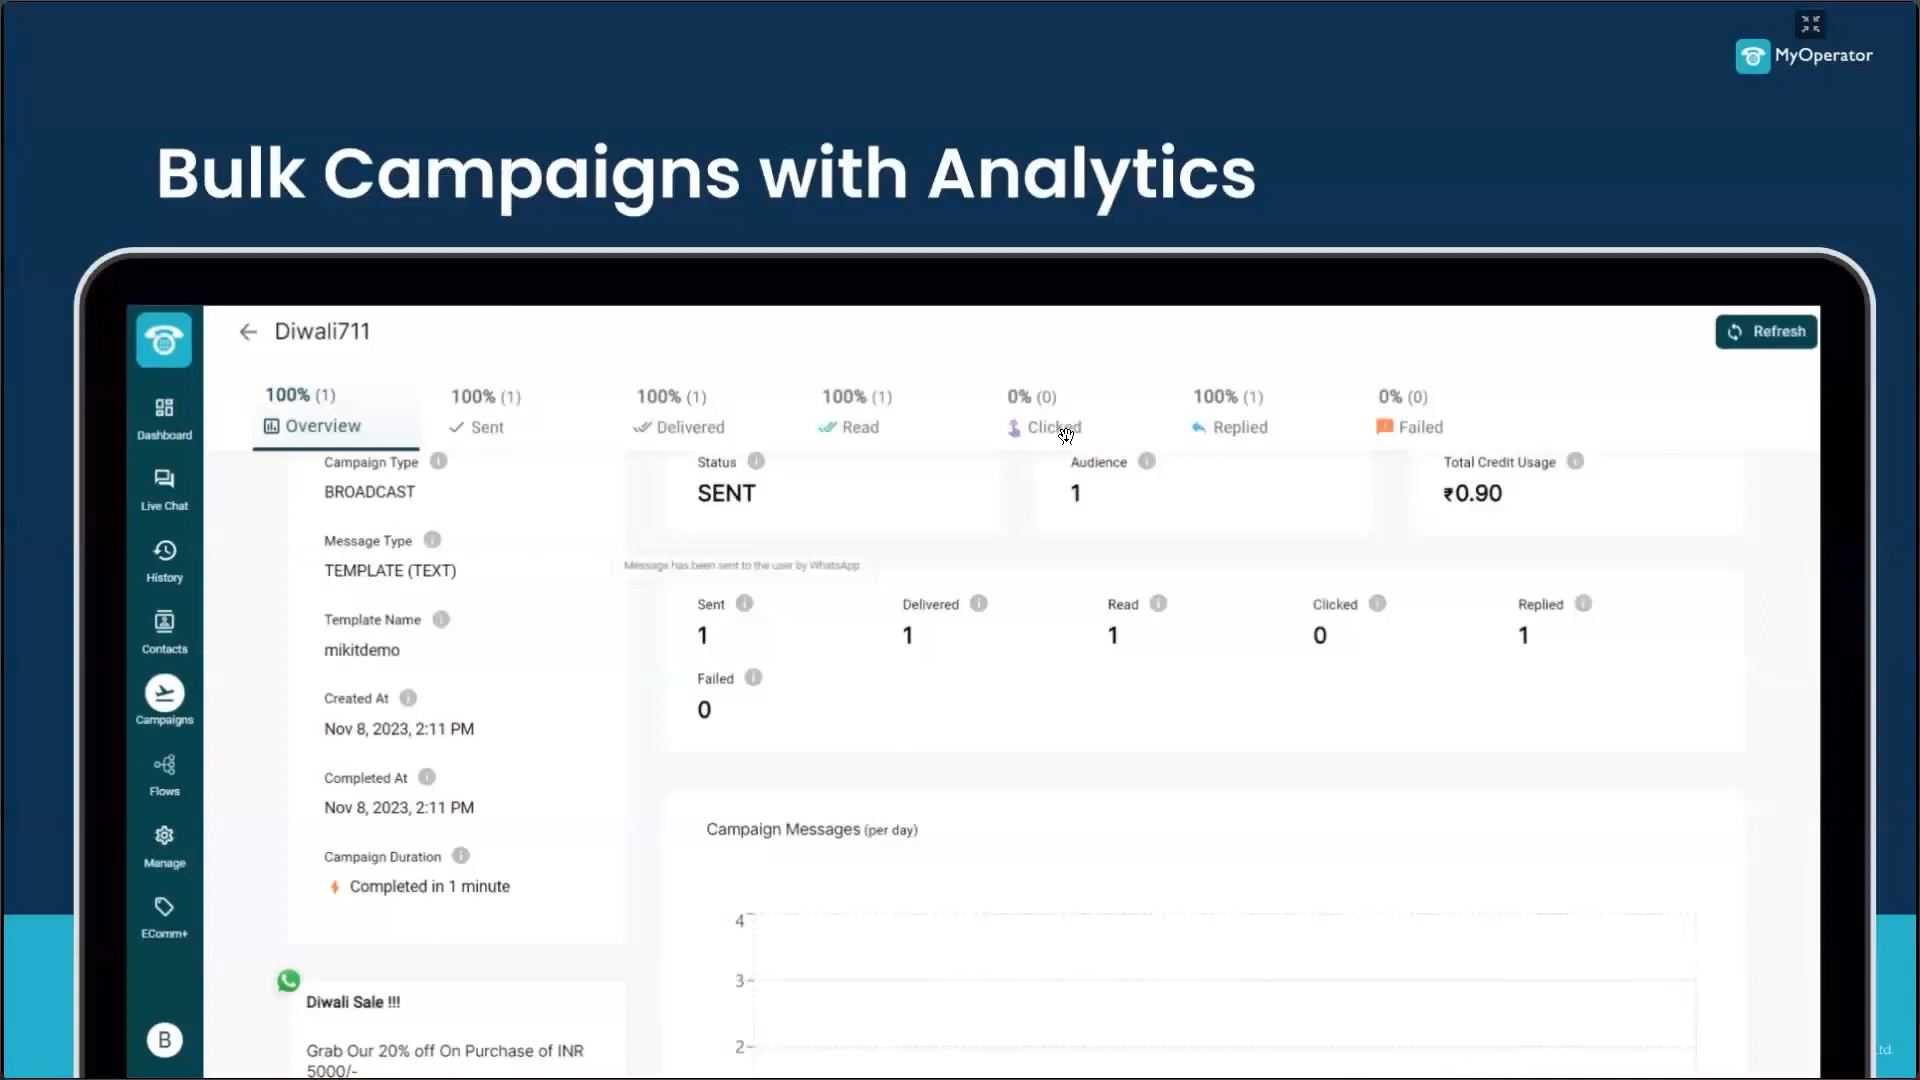 MyOperator
Bulk Campaigns with Analytics
Diwali711
Refresh
100% (1)
Overview
100% (1)
Sent
100% (1)
Delivered
100% (1)
Read
0% (0)
Clicked
100% (1)
Replied
0% (0)
Failed
Dashboard
Live Chat
History
Contacts
Campaigns
Flows
Manage
EComm+
B
Campaign Type
BROADCAST
Message Type
TEMPLATE (TEXT)
Template Name
mikitdemo
Created At
Nov 8, 2023, 2:11 PM
Completed At
Nov 8, 2023, 2:11 PM
Campaign Duration
Completed in 1 minute
Status
SENT
Audience
1
Total Credit Usage
₹0.90
Message has been sent to the user by WhatsApp
Sent
1
Delivered
1
Read
1
Clicked
0
Replied
1
Failed
0
Campaign Messages (per day)
4
3
2
Diwali Sale !!!
Grab Our 20% off On Purchase of INR
5000/-
Ltd.